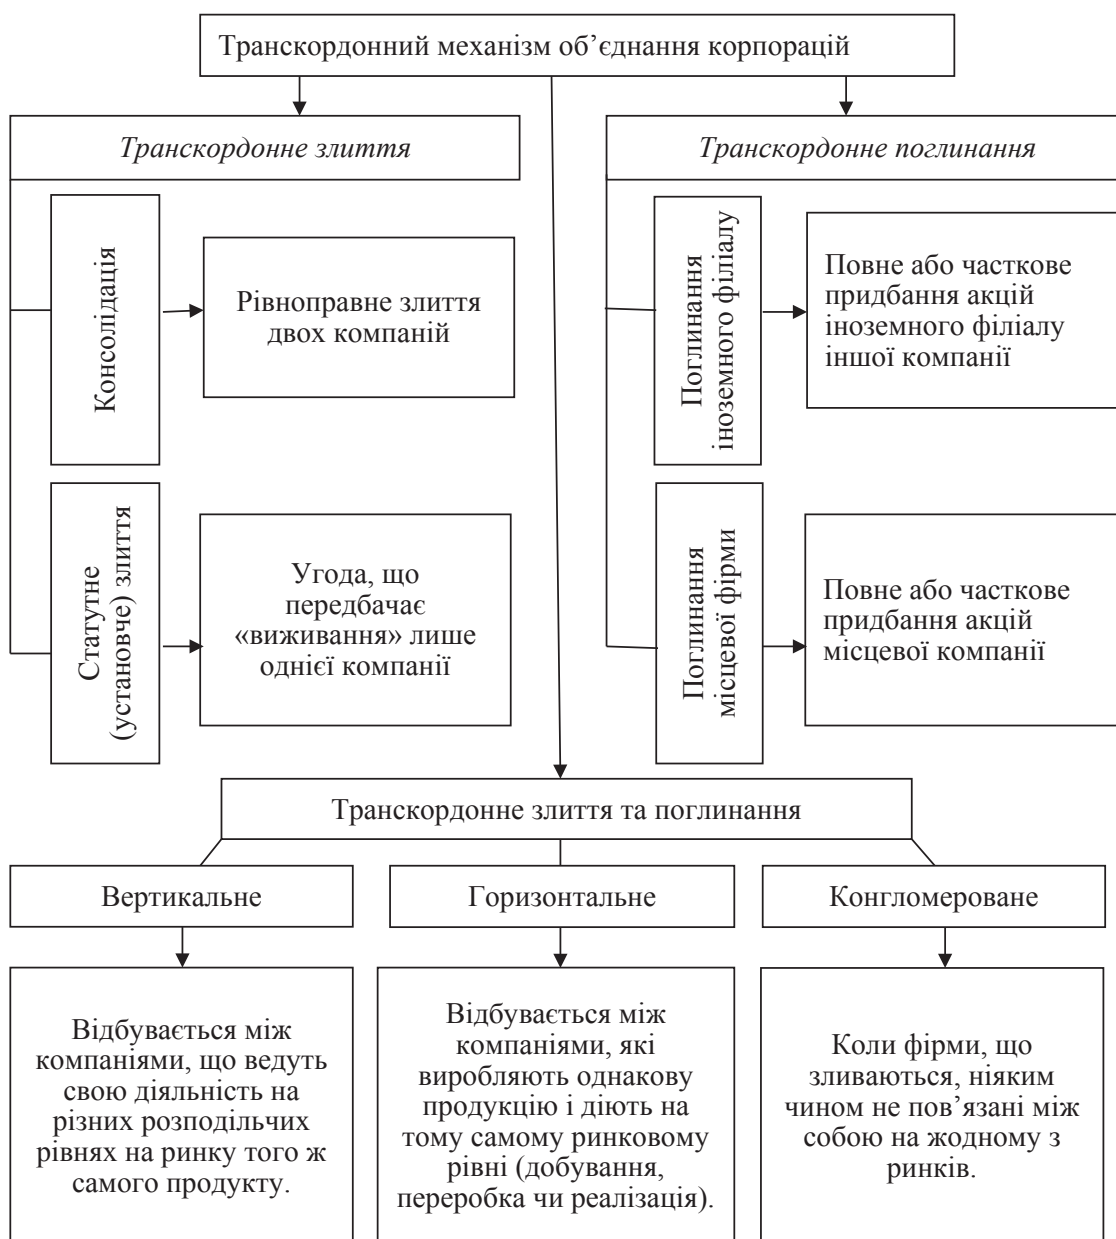 Транскордонний механізм об’єднання корпорацій
Транскордонне злиття
Транскордонне поглинання
Консолідація
Рівноправне злиття
двох компаній
Поглинання
іноземного філіалу
Повне або часткове
придбання акцій
іноземного філіалу
іншої компанії
Статутне
(установче) злиття
Угода, що
передбачає
«виживання» лише
однієї компанії
Поглинання
місцевої фірми
Повне або часткове
придбання акцій
місцевої компанії
Транскордонне злиття та поглинання
Вертикальне
Горизонтальне
Конгломероване
Відбувається між
компаніями, що ведуть
свою діяльність на
різних розподільчих
рівнях на ринку того ж
самого продукту.
Відбувається між
компаніями, які
виробляють однакову
продукцію і діють на
тому самому ринковому
рівні (добування,
переробка чи реалізація).
Коли фірми, що
зливаються, ніяким
чином не пов’язані між
собою на жодному з
ринків.